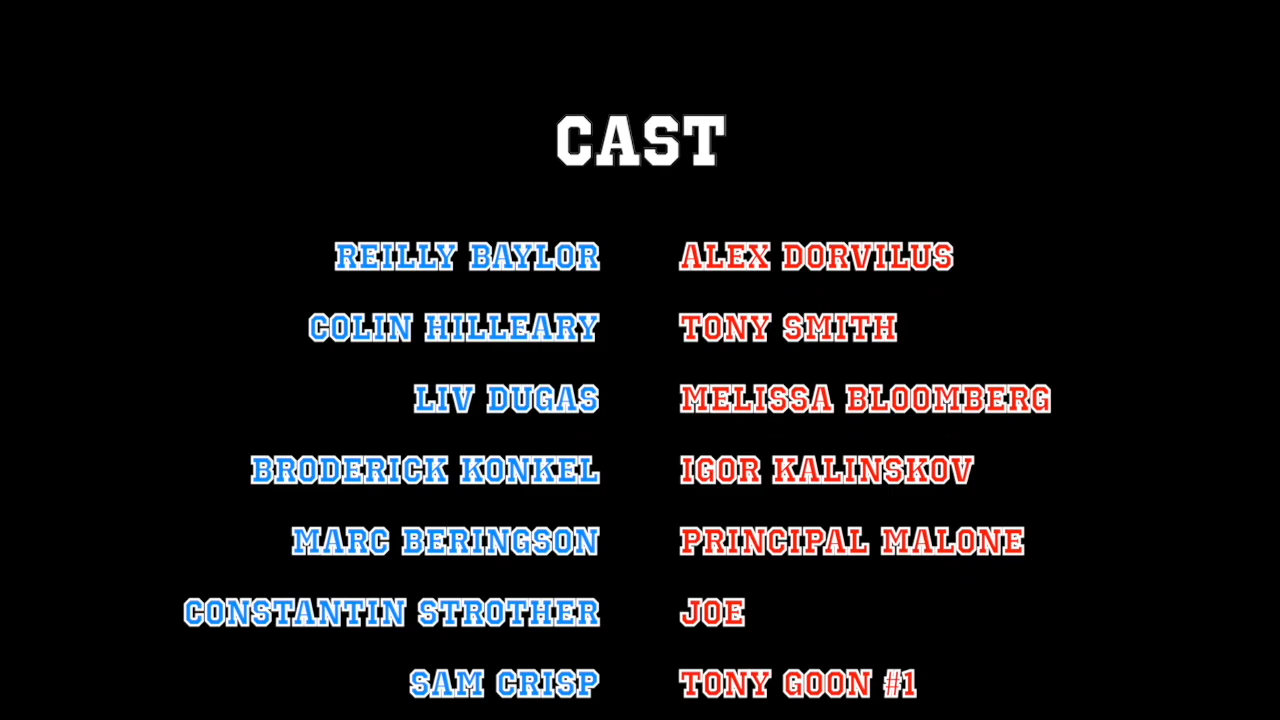 CAST
REILLY BAYLOR ALEX DORVILUS
COLIN HILLEARY TONY SMITH
LIV DUGAS MELISSA BLOOMBERG
BRODERICK KONKEL IGOR KALINSKOV
MARC BERINGSON PRINCIPAL MALONE
CONSTANTIN STROTHER JOE
SAM CRISP TONY GOON #1